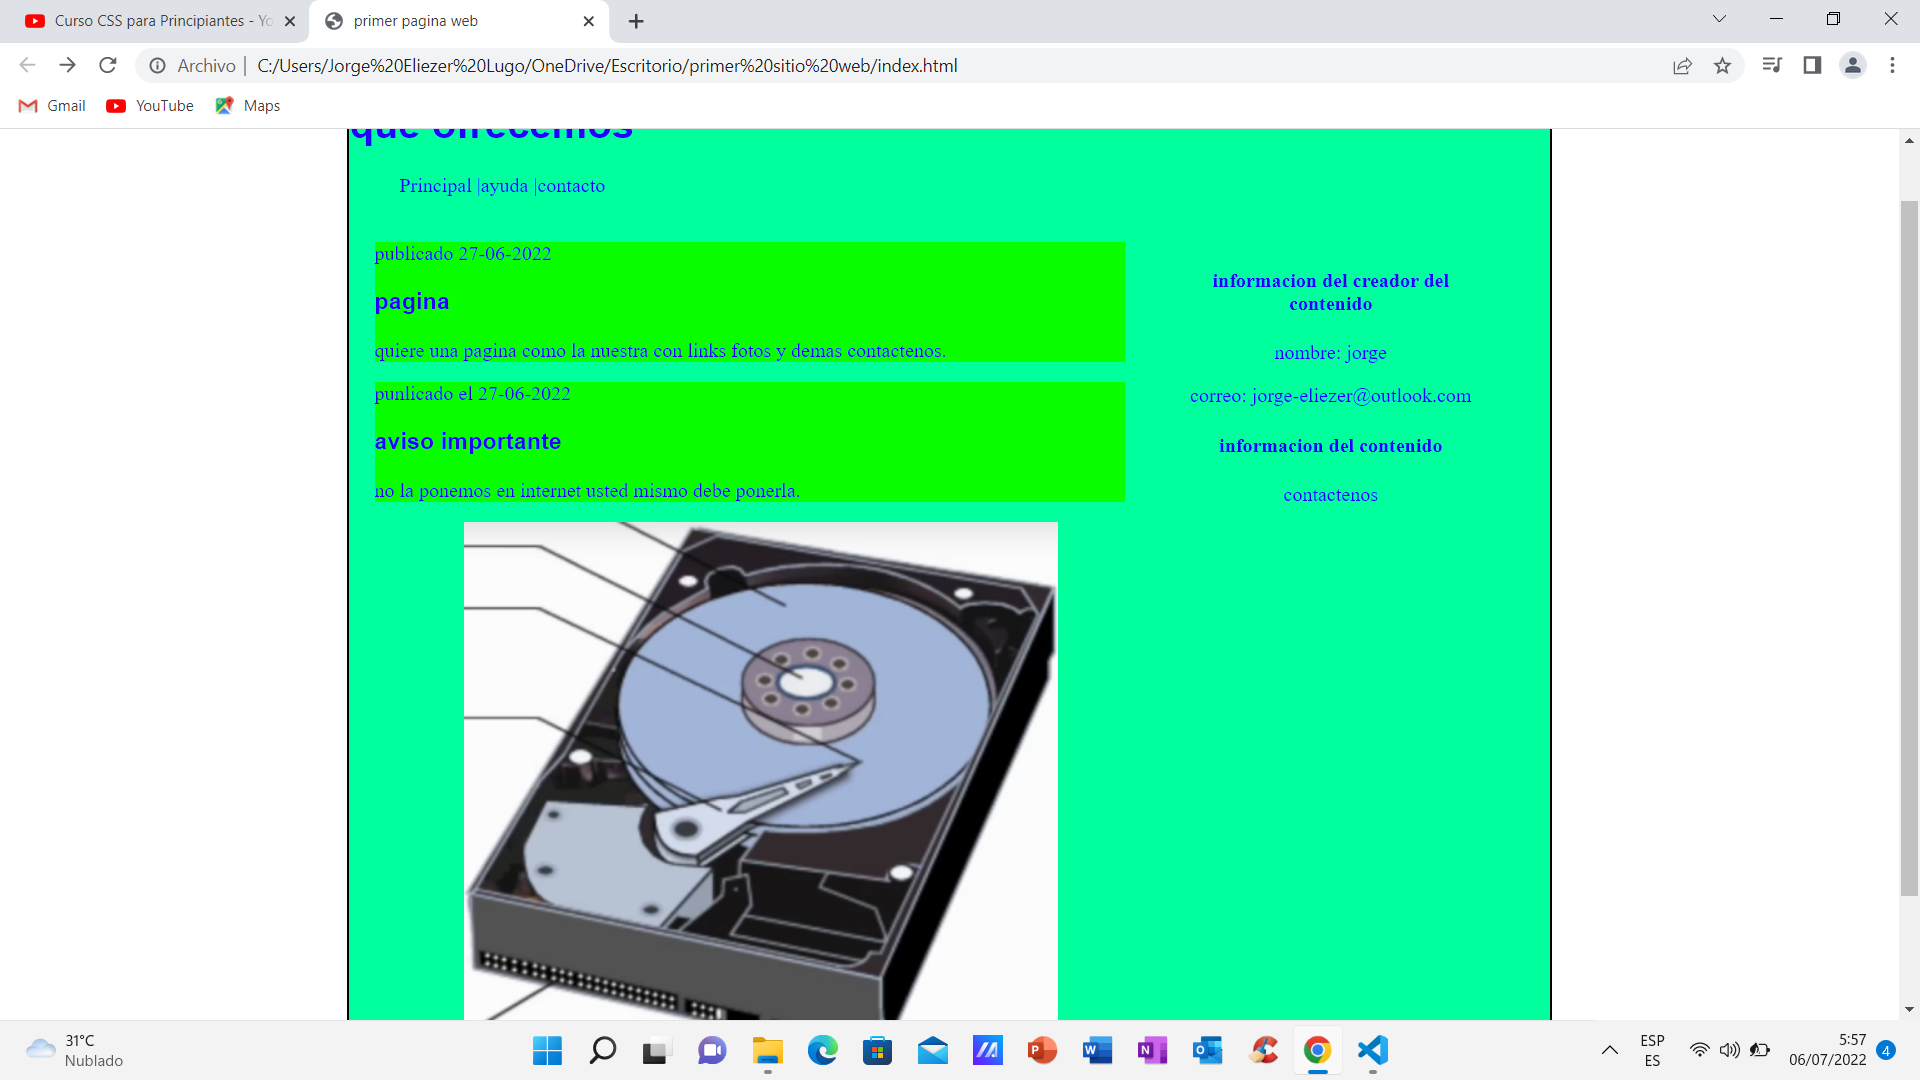 Curso CSS para Principiantes - Yo
primer pagina web
Archivo | C:/Users/Jorge%20Eliezer%20Lugo/OneDrive/Escritorio/primer%20sitio%20web/index.html
Gmail YouTube Maps
que ofrecemos
Principal |ayuda |contacto
publicado 27-06-2022
pagina
quiere una pagina como la nuestra con links fotos y demas contactenos.
punlicado el 27-06-2022
aviso importante
no la ponemos en internet usted mismo debe ponerla.
informacion del creador del
contenido
nombre: jorge
correo: jorge-eliezer@outlook.com
informacion del contenido
contactenos
31°C
Nublado
ESP
ES
5:57
06/07/2022
4